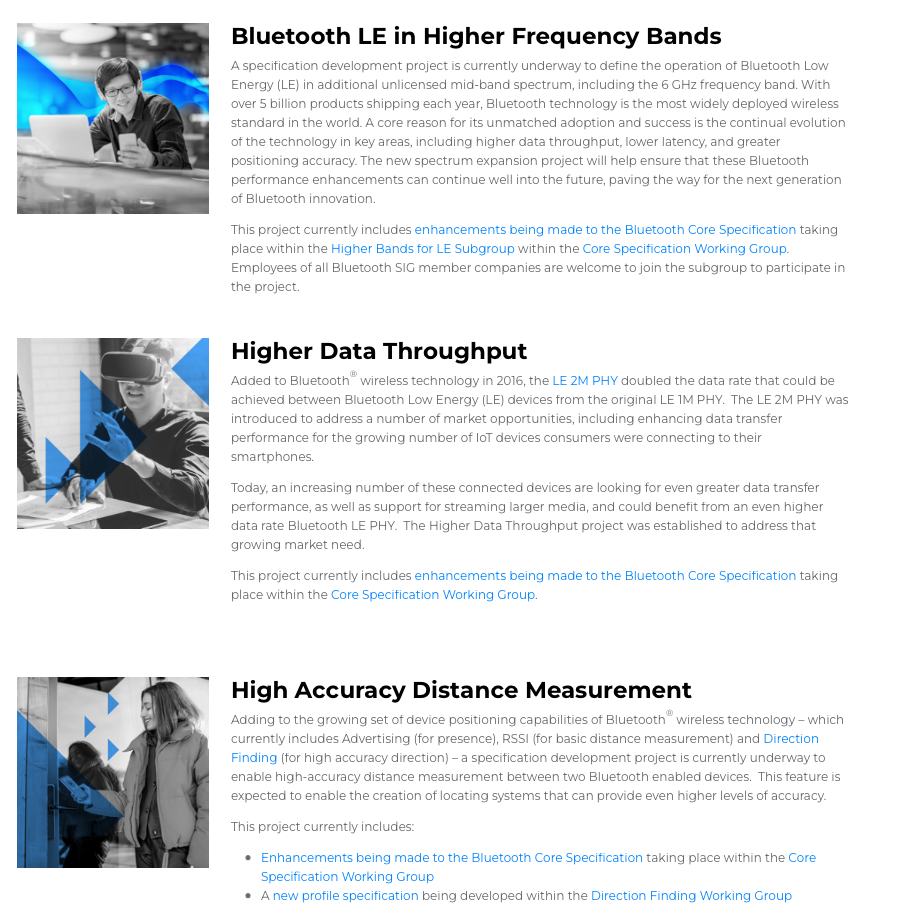 Bluetooth LE in Higher Frequency Bands
A specification development project is currently underway to define the operation of Bluetooth Low
Energy (LE) in additional unlicensed mid-band spectrum, including the 6 GHz frequency band. With
over 5 billion products shipping each year, Bluetooth technology is the most widely deployed wireless
standard in the world. A core reason for its unmatched adoption and success is the continual evolution
of the technology in key areas, including higher data throughput, lower latency, and greater
positioning accuracy. The new spectrum expansion project will help ensure that these Bluetooth
performance enhancements can continue well into the future, paving the way for the next generation
of Bluetooth innovation.
This project currently includes enhancements being made to the Bluetooth Core Specification taking
place within the Higher Bands for LE Subgroup within the Core Specification Working Group.
Employees of all Bluetooth SIG member companies are welcome to join the subgroup to participate in
the project.
Higher Data Throughput
Added to Bluetooth® wireless technology in 2016, the LE 2M PHY doubled the data rate that could be
achieved between Bluetooth Low Energy (LE) devices from the original LE 1M PHY.  The LE 2M PHY was
introduced to address a number of market opportunities, including enhancing data transfer
performance for the growing number of IoT devices consumers were connecting to their
smartphones.
Today, an increasing number of these connected devices are looking for even greater data transfer
performance, as well as support for streaming larger media, and could benefit from an even higher
data rate Bluetooth LE PHY.  The Higher Data Throughput project was established to address that
growing market need.
This project currently includes enhancements being made to the Bluetooth Core Specification taking
place within the Core Specification Working Group.
High Accuracy Distance Measurement
Adding to the growing set of device positioning capabilities of Bluetooth® wireless technology – which
currently includes Advertising (for presence), RSSI (for basic distance measurement) and Direction
Finding (for high accuracy direction) – a specification development project is currently underway to
enable high-accuracy distance measurement between two Bluetooth enabled devices.  This feature is
expected to enable the creation of locating systems that can provide even higher levels of accuracy.
This project currently includes:
• Enhancements being made to the Bluetooth Core Specification taking place within the Core
Specification Working Group
• A new profile specification being developed within the Direction Finding Working Group